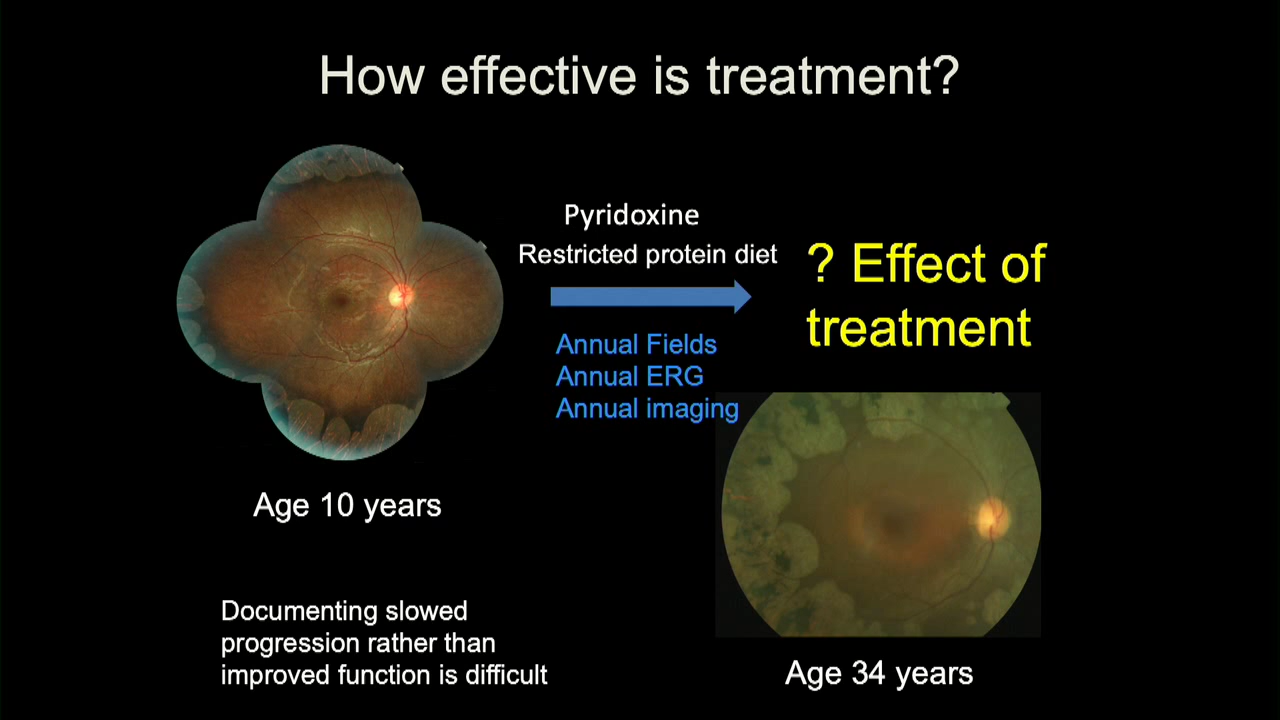 How effective is treatment?
Pyridoxine
Restricted protein diet
? Effect of
treatment
Annual Fields
Annual ERG
Annual imaging
Age 10 years
Documenting slowed
progression rather than
improved function is difficult
Age 34 years